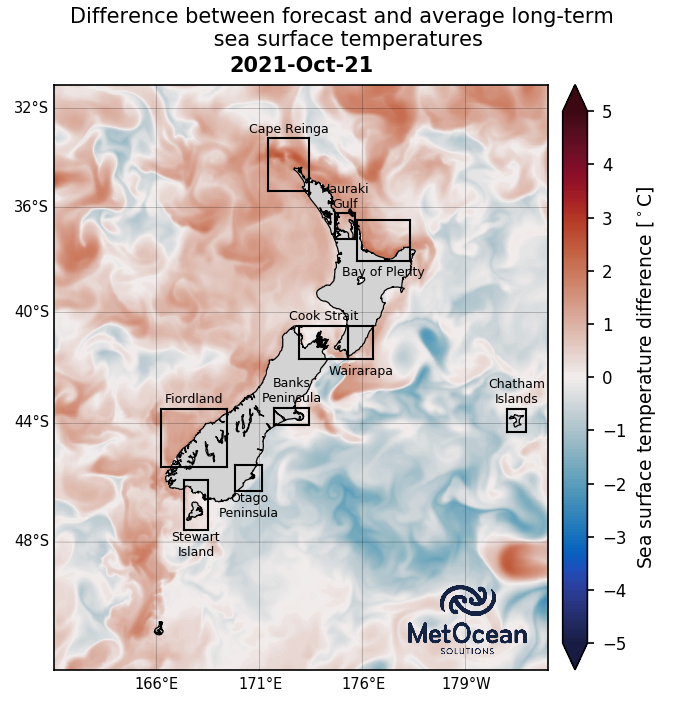 Difference between forecast and average long-term
sea surface temperatures
2021-Oct-21
32°S
36°S
40°S
44°S
48°S
166°E
171°E
176°E
179°W
Cape Reinga
Hauraki
Gulf
Bay of Plenty
Cook Strait
Wairarapa
Banks
Peninsula
Fiordland
Chatham
Islands
Otago
Peninsula
Stewart
Island
MetOcean
SOLUTIONS
5
4
3
2
1
0
−1
−2
−3
−4
−5
Sea surface temperature difference [°C]